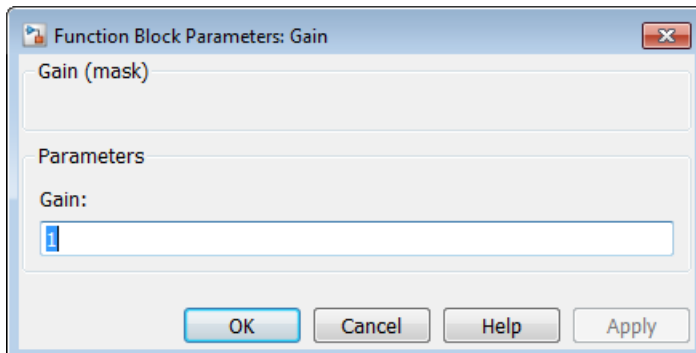 Function Block Parameters: Gain
Gain (mask)
Parameters
Gain:
1
OK Cancel Help Apply